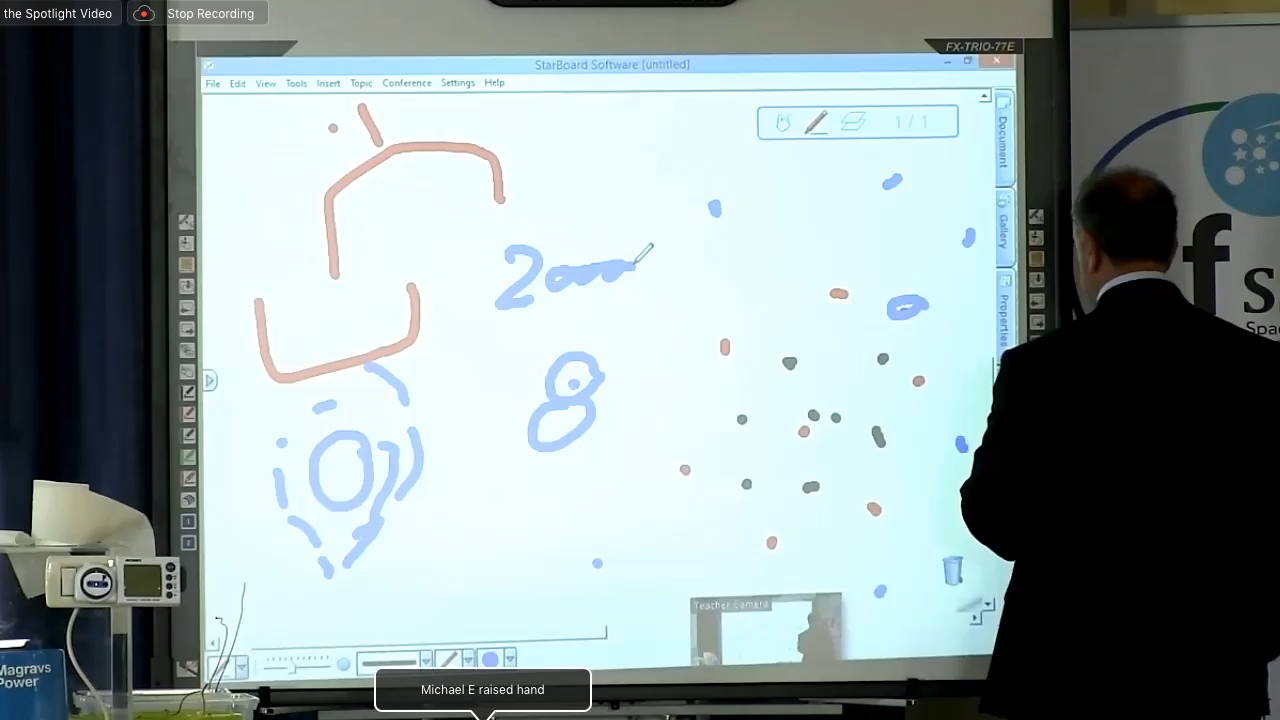 the Spotlight Video
Stop Recording
FX-TRIO-77E
StarBoard Software [untitled]
File Edit View Tools Insert Topic Conference Settings Help
1 / 1
Document
Gallery
Properties
8
f s
Spa
Teacher Camera
Magravs
Power
Michael E raised hand